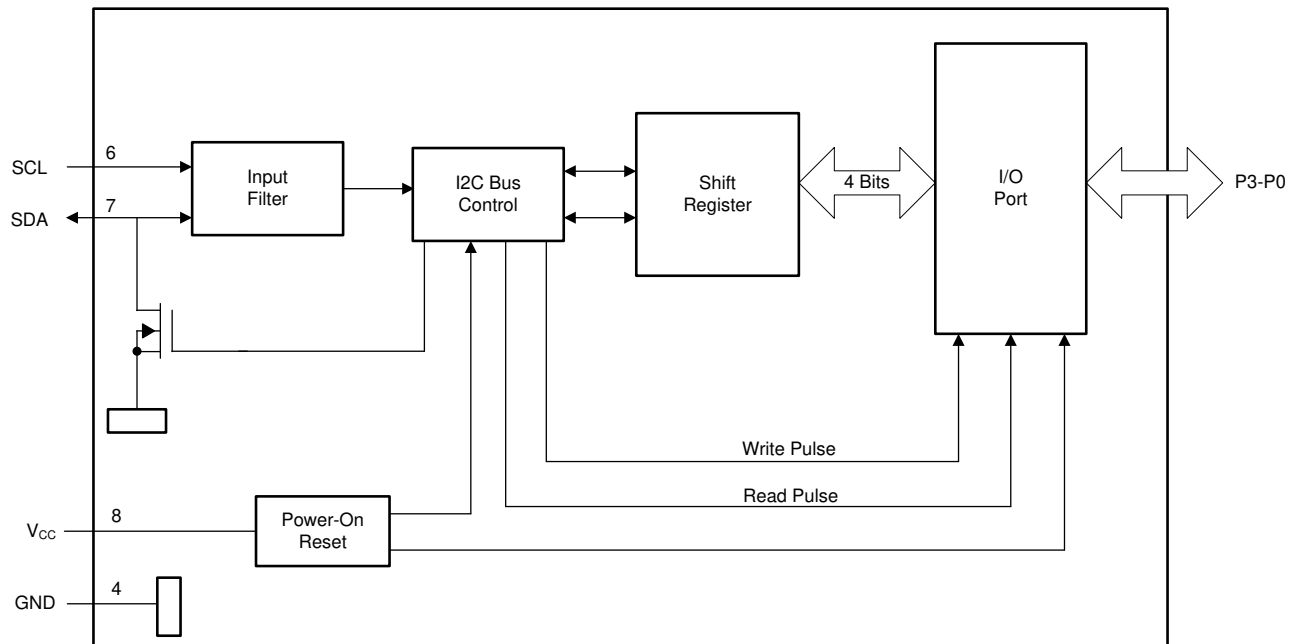 SCL
6
SDA
7
Input
Filter
I2C Bus
Control
Shift
Register
4 Bits
I/O
Port
P3-P0
Write Pulse
Read Pulse
VCC
8
Power-On
Reset
GND
4